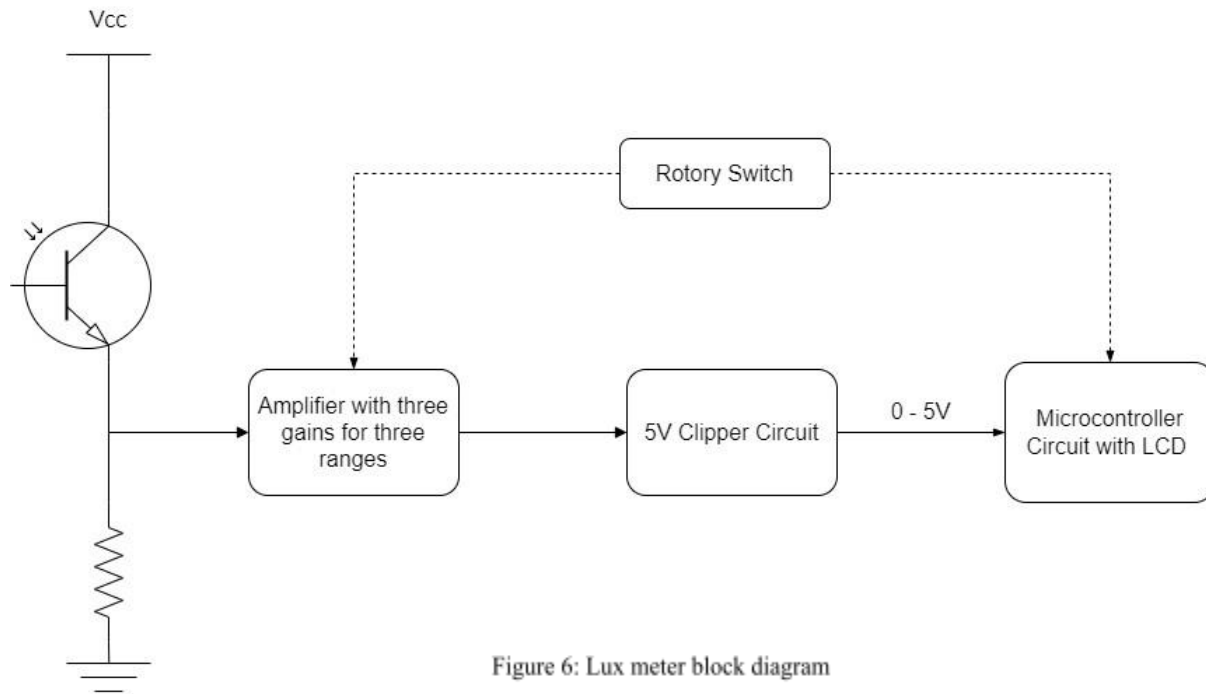 Vcc
Rotory Switch
Amplifier with three
gains for three
ranges
5V Clipper Circuit
0 - 5V
Microcontroller
Circuit with LCD
Figure 6: Lux meter block diagram